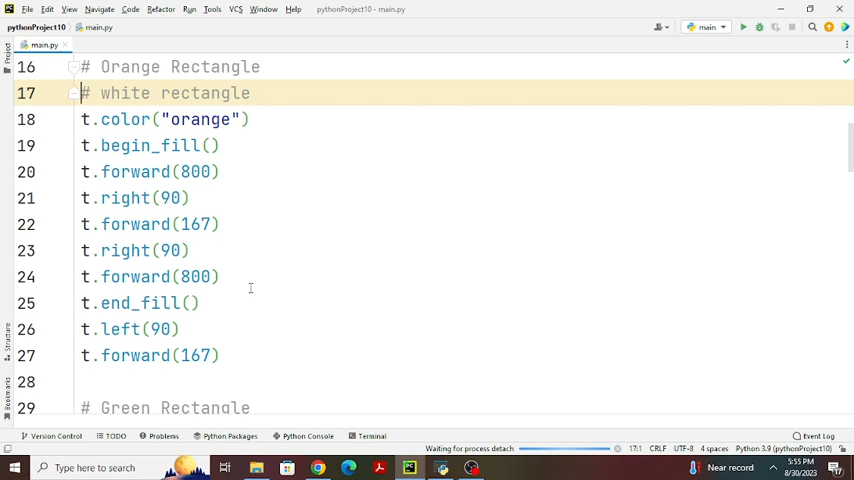 File Edit View Navigate Code Refactor Run Tools VCS Window Help pythonProject10 - main.py
pythonProject10 main.py main
main.py
Project
16 # Orange Rectangle
17 # white rectangle
18 t.color("orange")
19 t.begin_fill()
20 t.forward(800)
21 t.right(90)
22 t.forward(167)
23 t.right(90)
24 t.forward(800)
25 t.end_fill()
26 t.left(90)
27 t.forward(167)
28
29 # Green Rectangle
Structure
Bookmarks
Version Control TODO Problems Python Packages Python Console Terminal Event Log
Waiting for process detach 17:1 CRLF UTF-8 4 spaces Python 3.9 (pythonProject10)
Type here to search Near record 5:55 PM
8/30/2023 17